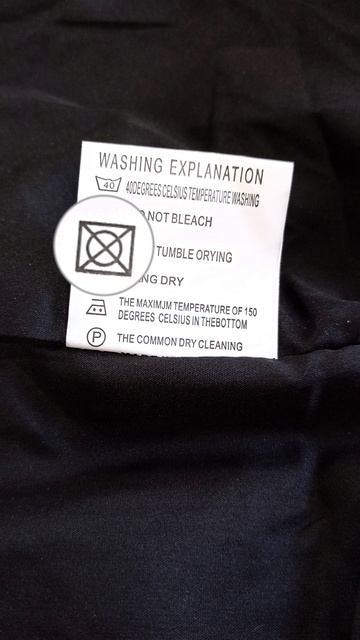 WASHING EXPLANATION
40 40DEGREES CELSIUS TEMPERATURE WASHING
NOT BLEACH
TUMBLE ORYING
NG DRY
THE MAXIMJM TEMPERATURE OF 150
DEGREES CELSIUS IN THEBOTTOM
P THE COMMON DRY CLEANING